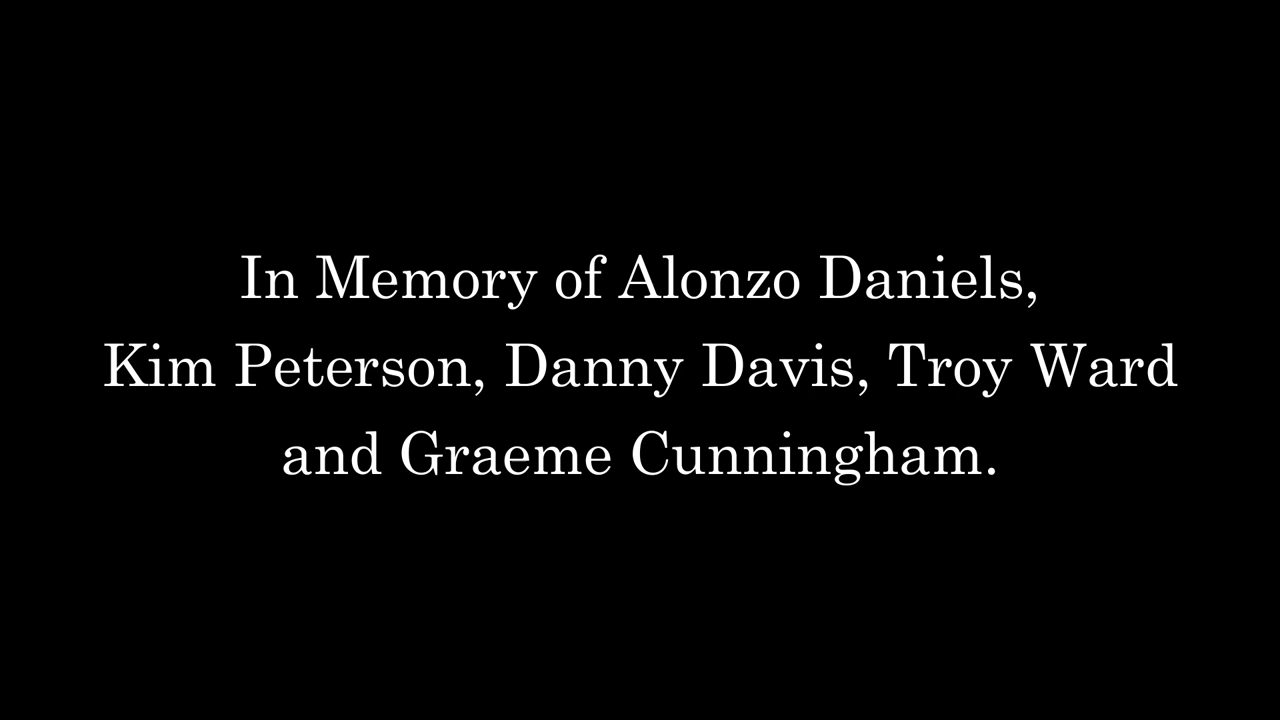 In Memory of Alonzo Daniels,
Kim Peterson, Danny Davis, Troy Ward
and Graeme Cunningham.